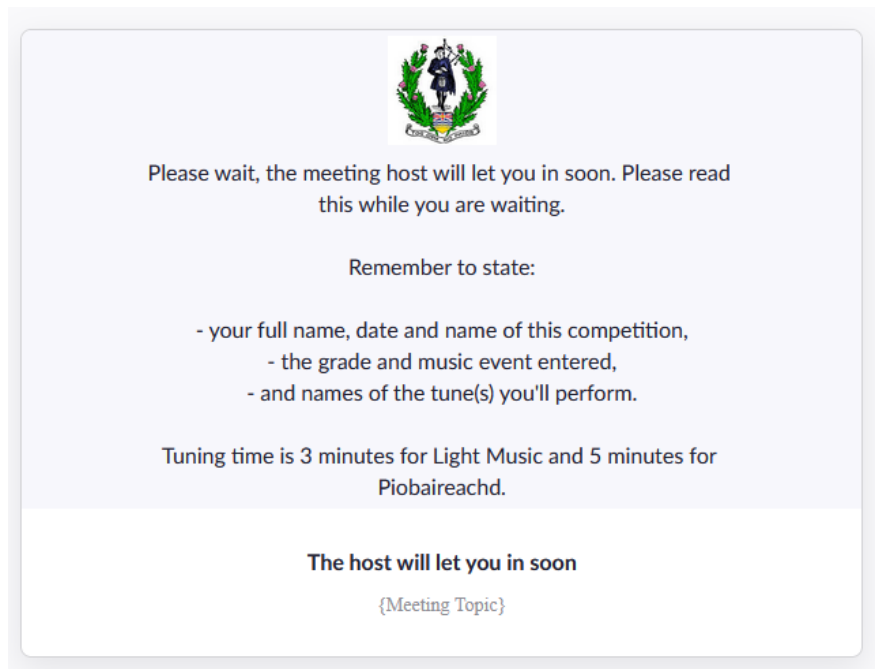 Please wait, the meeting host will let you in soon. Please read
this while you are waiting.
Remember to state:
- your full name, date and name of this competition,
- the grade and music event entered,
- and names of the tune(s) you'll perform.
Tuning time is 3 minutes for Light Music and 5 minutes for
Piobaireachd.
The host will let you in soon
{Meeting Topic}